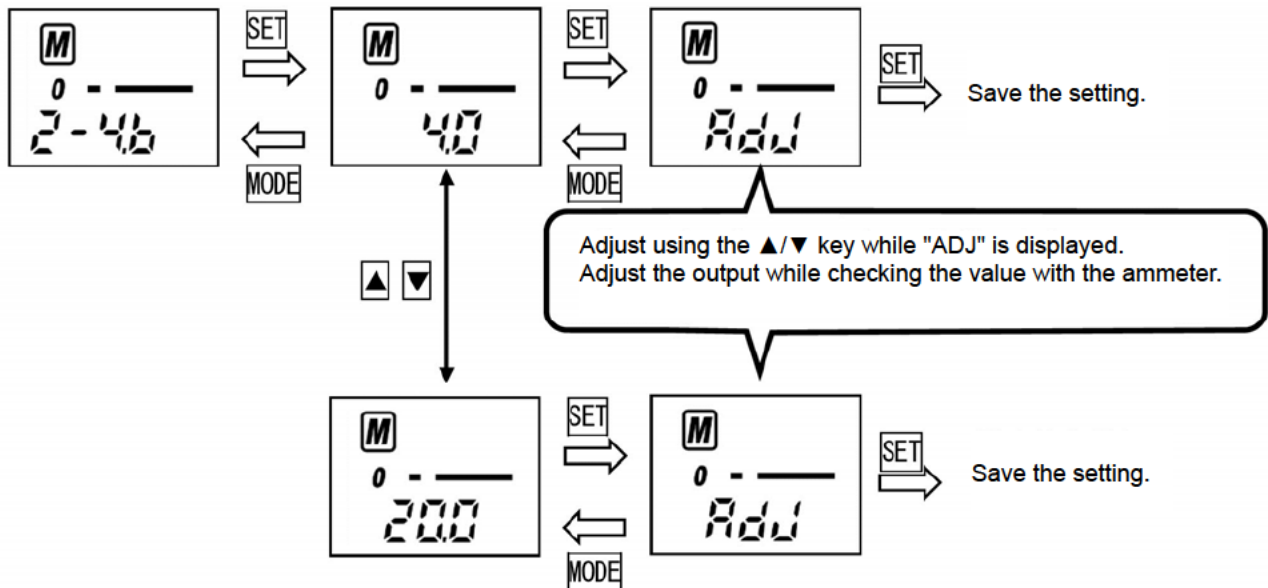 M
0
2-4.b
SET
MODE
M
0
4.0
SET
MODE
M
0
AdJ
SET
Save the setting.
▲ ▼
Adjust using the ▲/▼ key while "ADJ" is displayed.
Adjust the output while checking the value with the ammeter.
M
0
20.0
SET
MODE
M
0
AdJ
SET
Save the setting.